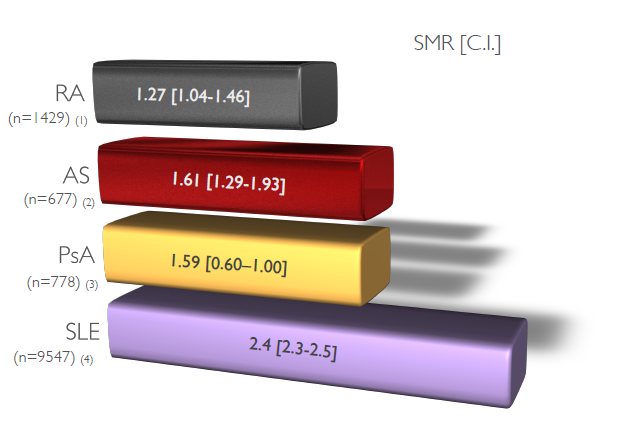 SMR [C.I.]
RA
(n=1429) (1)
1.27 [1.04-1.46]
AS
(n=677) (2)
1.61 [1.29-1.93]
PsA
(n=778) (3)
1.59 [0.60–1.00]
SLE
(n=9547) (4)
2.4 [2.3-2.5]